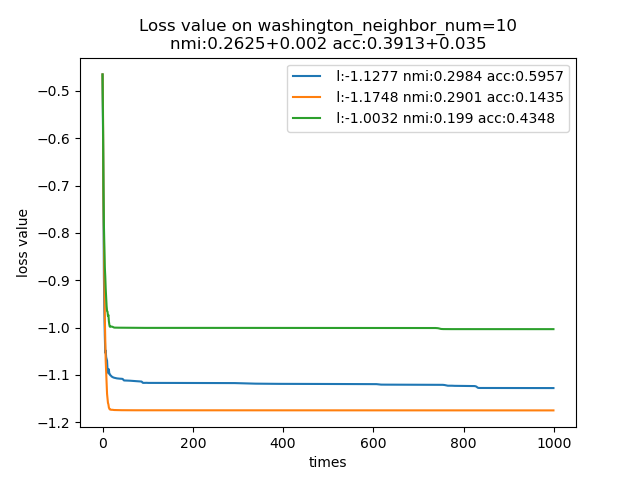 Loss value on washington_neighbor_num=10
nmi:0.2625+0.002 acc:0.3913+0.035
l:-1.1277 nmi:0.2984 acc:0.5957
l:-1.1748 nmi:0.2901 acc:0.1435
l:-1.0032 nmi:0.199 acc:0.4348
−0.5
−0.6
−0.7
−0.8
−0.9
−1.0
−1.1
−1.2
loss value
0 200 400 600 800 1000
times